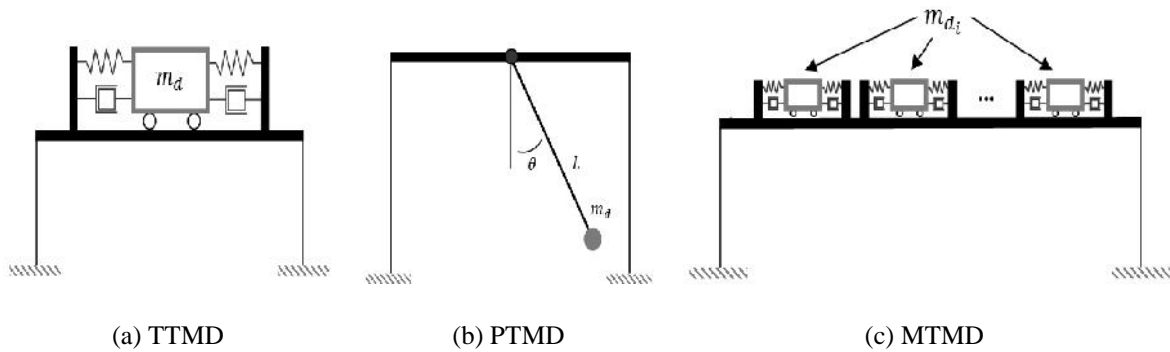 m_d
θ
L
m_d
m_{d_i}
...
(a) TTMD
(b) PTMD
(c) MTMD